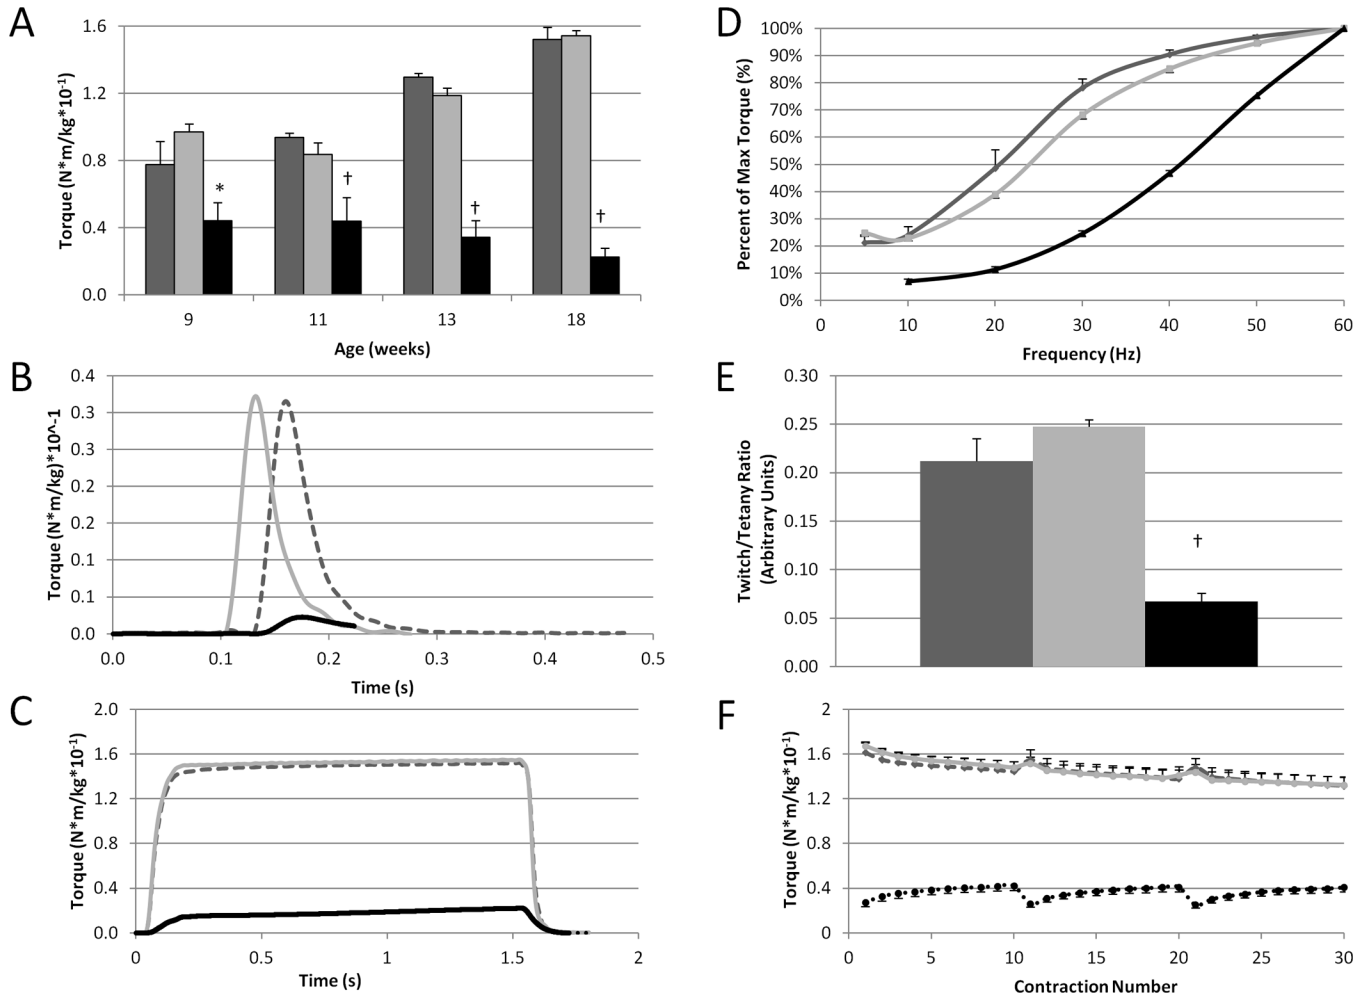 A
1.6
1.2
0.8
0.4
0.0
Torque (N*m/kg*10-1)
*
†
†
†
9 11 13 18
Age (weeks)
B
0.4
0.3
0.3
0.2
0.2
0.1
0.1
0.0
Torque (N*m/kg)*10^-1
0.0 0.1 0.2 0.3 0.4 0.5
Time (s)
C
2.0
1.6
1.2
0.8
0.4
0.0
Torque (N*m/kg*10-1)
0 0.5 1 1.5 2
Time (s)
D
100%
90%
80%
70%
60%
50%
40%
30%
20%
10%
0%
Percent of Max Torque (%)
0 10 20 30 40 50 60
Frequency (Hz)
E
0.30
0.25
0.20
0.15
0.10
0.05
0.00
Twitch/Tetany Ratio
(Arbitrary Units)
†
F
2
1.6
1.2
0.8
0.4
0
Torque (N*m/kg*10-1)
0 5 10 15 20 25 30
Contraction Number